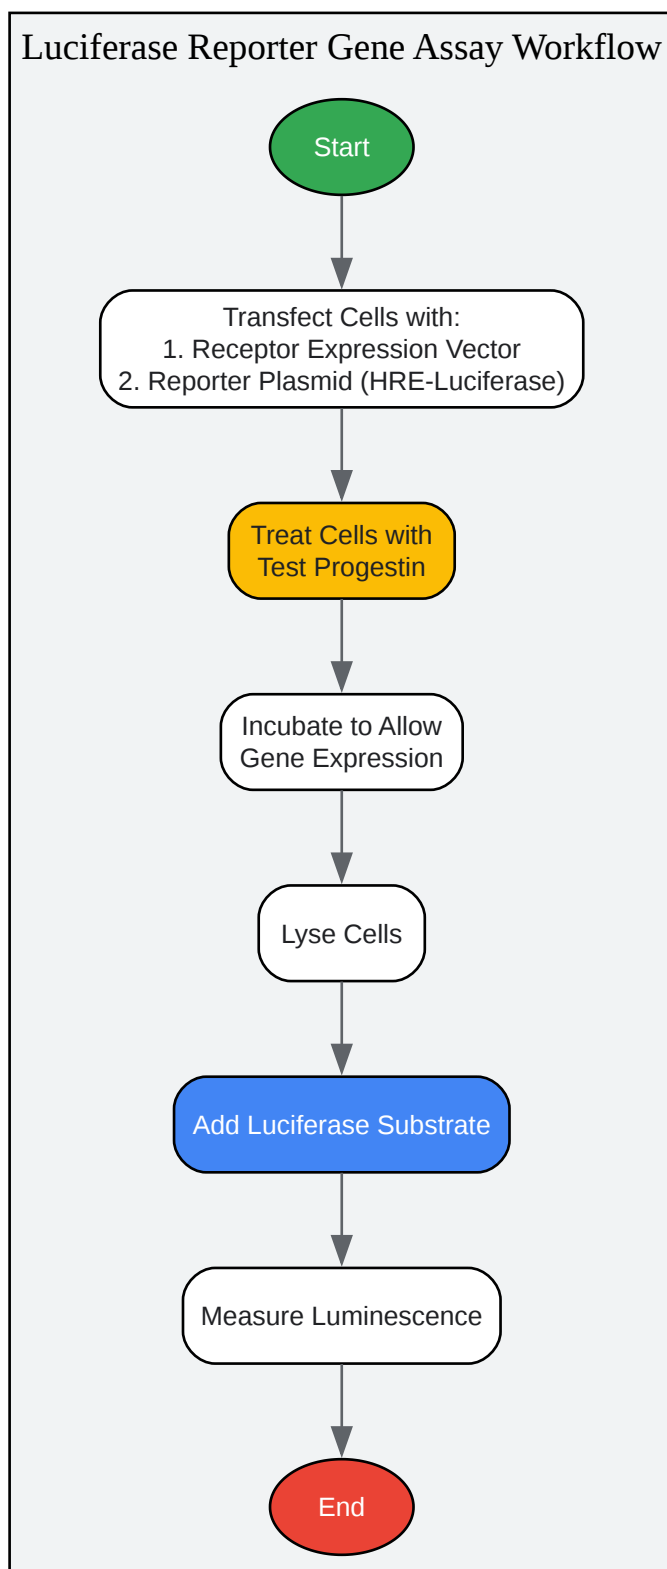 Luciferase Reporter Gene Assay Workflow
Start
Transfect Cells with:
1. Receptor Expression Vector
2. Reporter Plasmid (HRE-Luciferase)
Treat Cells with
Test Progestin
Incubate to Allow
Gene Expression
Lyse Cells
Add Luciferase Substrate
Measure Luminescence
End